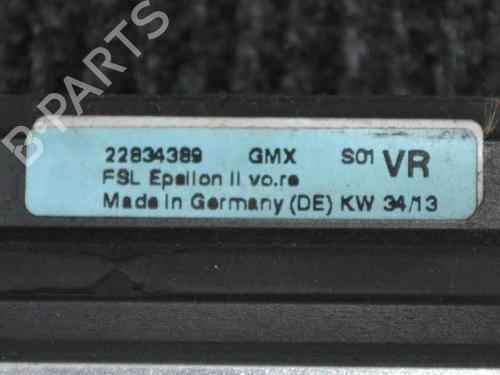 22834389 GMX S01 VR
FSL Epsilon II vo.re
Made in Germany (DE) KW 34/13
B-PARTS